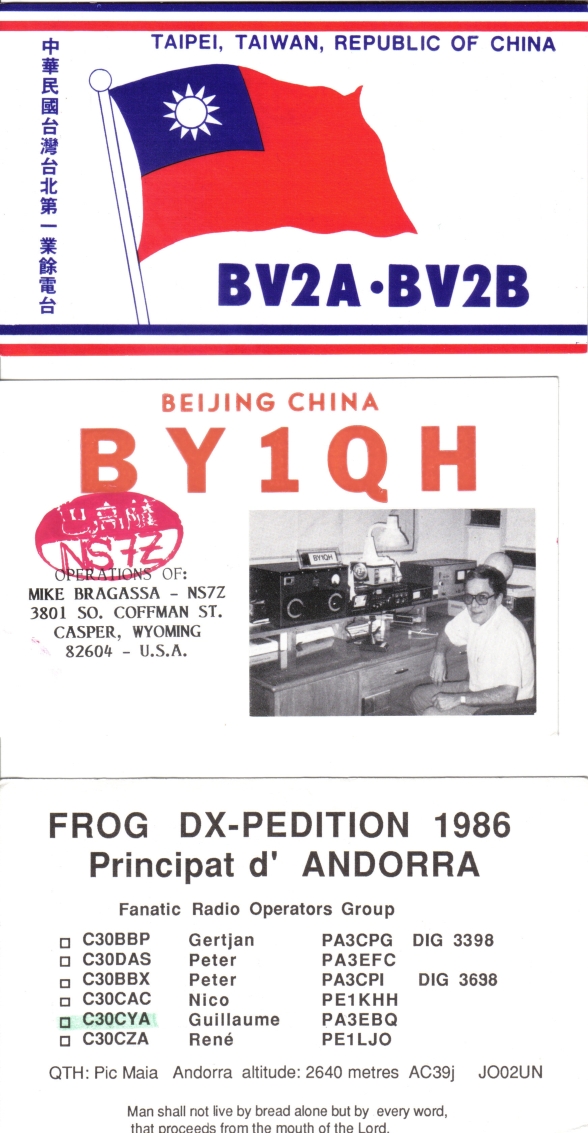 TAIPEI, TAIWAN, REPUBLIC OF CHINA
中華民國台灣台北第一業餘電台
BV2A•BV2B
BEIJING CHINA
BY1QH
NS7Z
OPERATIONS OF:
MIKE BRAGASSA - NS7Z
3801 SO. COFFMAN ST.
CASPER, WYOMING
82604 - U.S.A.
BY1QH
FROG DX-PEDITION 1986
Principat d' ANDORRA
Fanatic Radio Operators Group
C30BBP Gertjan PA3CPG DIG 3398
C30DAS Peter PA3EFC
C30BBX Peter PA3CPI DIG 3698
C30CAC Nico PE1KHH
C30CYA Guillaume PA3EBQ
C30CZA René PE1LJO
QTH: Pic Maia Andorra altitude: 2640 metres AC39j JO02UN
Man shall not live by bread alone but by every word,
that proceeds from the mouth of the Lord.